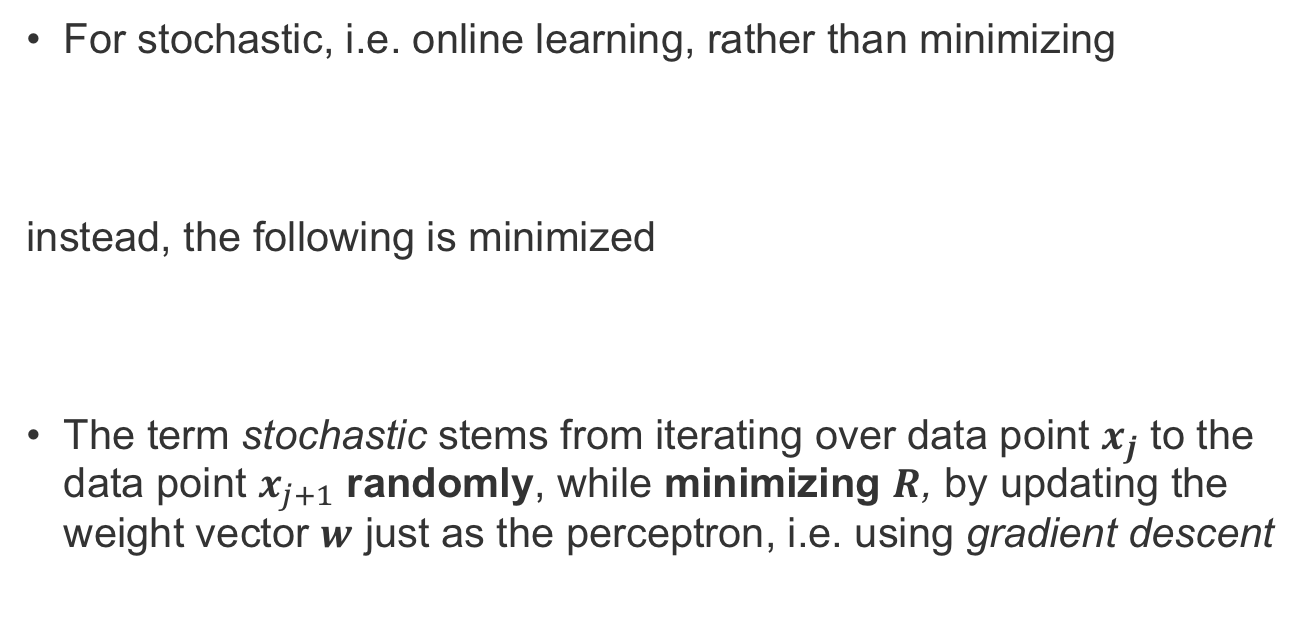 • For stochastic, i.e. online learning, rather than minimizing
instead, the following is minimized
• The term stochastic stems from iterating over data point 𝒙ⱼ to the
data point 𝒙ⱼ₊₁ randomly, while minimizing 𝑹, by updating the
weight vector 𝒘 just as the perceptron, i.e. using gradient descent